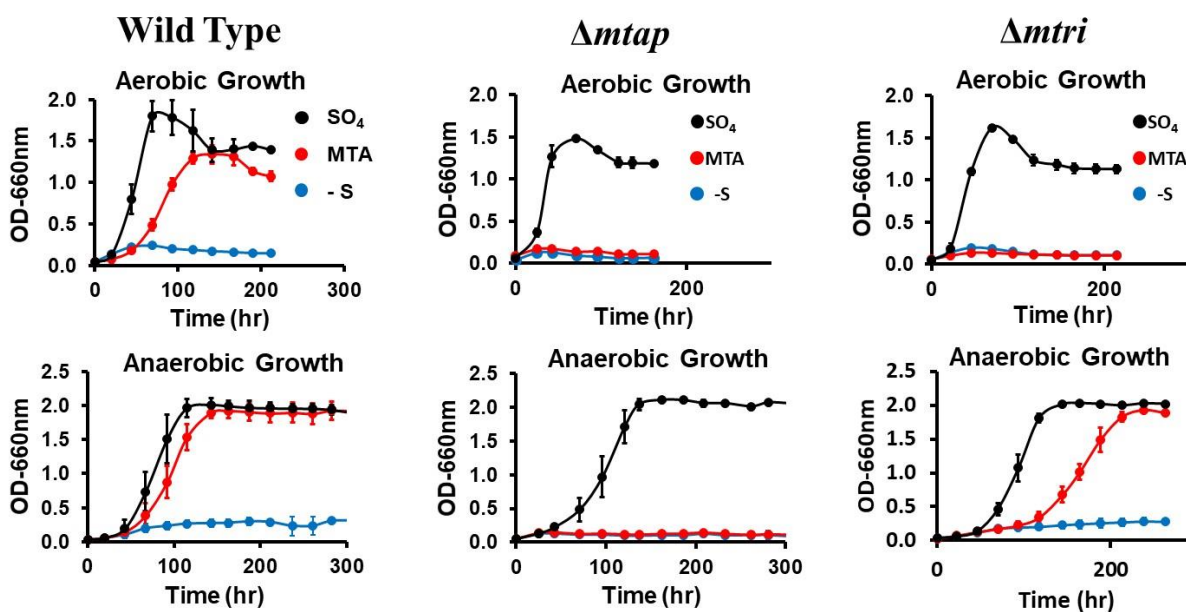 Wild Type
Δmtap
Δmtri
Aerobic Growth
OD-660nm
2.0
1.5
1.0
0.5
0.0
0
100
200
300
Time (hr)
SO4
MTA
- S
Aerobic Growth
OD-660nm
2.0
1.5
1.0
0.5
0.0
0
200
Time (hr)
SO4
MTA
-S
Aerobic Growth
OD-660nm
2.0
1.5
1.0
0.5
0.0
0
200
Time (hr)
SO4
MTA
-S
Anaerobic Growth
OD-660nm
2.5
2.0
1.5
1.0
0.5
0.0
0
100
200
300
Time (hr)
Anaerobic Growth
OD-660nm
2.5
2.0
1.5
1.0
0.5
0.0
0
100
200
300
Time (hr)
Anaerobic Growth
OD-660nm
2.5
2.0
1.5
1.0
0.5
0.0
0
200
Time (hr)